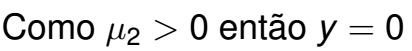 Como μ₂ > 0 então y = 0